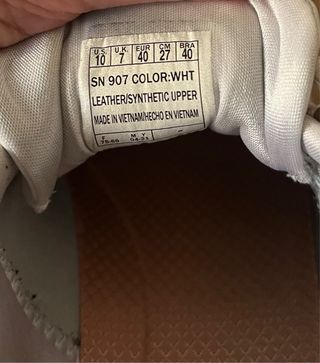 U.S. U.K. EUR CM BRA
10 7 40 27 40
SN 907 COLOR:WHT
LEATHER/SYNTHETIC UPPER
MADE IN VIETNAM/HECHO EN VIETNAM
F M Y